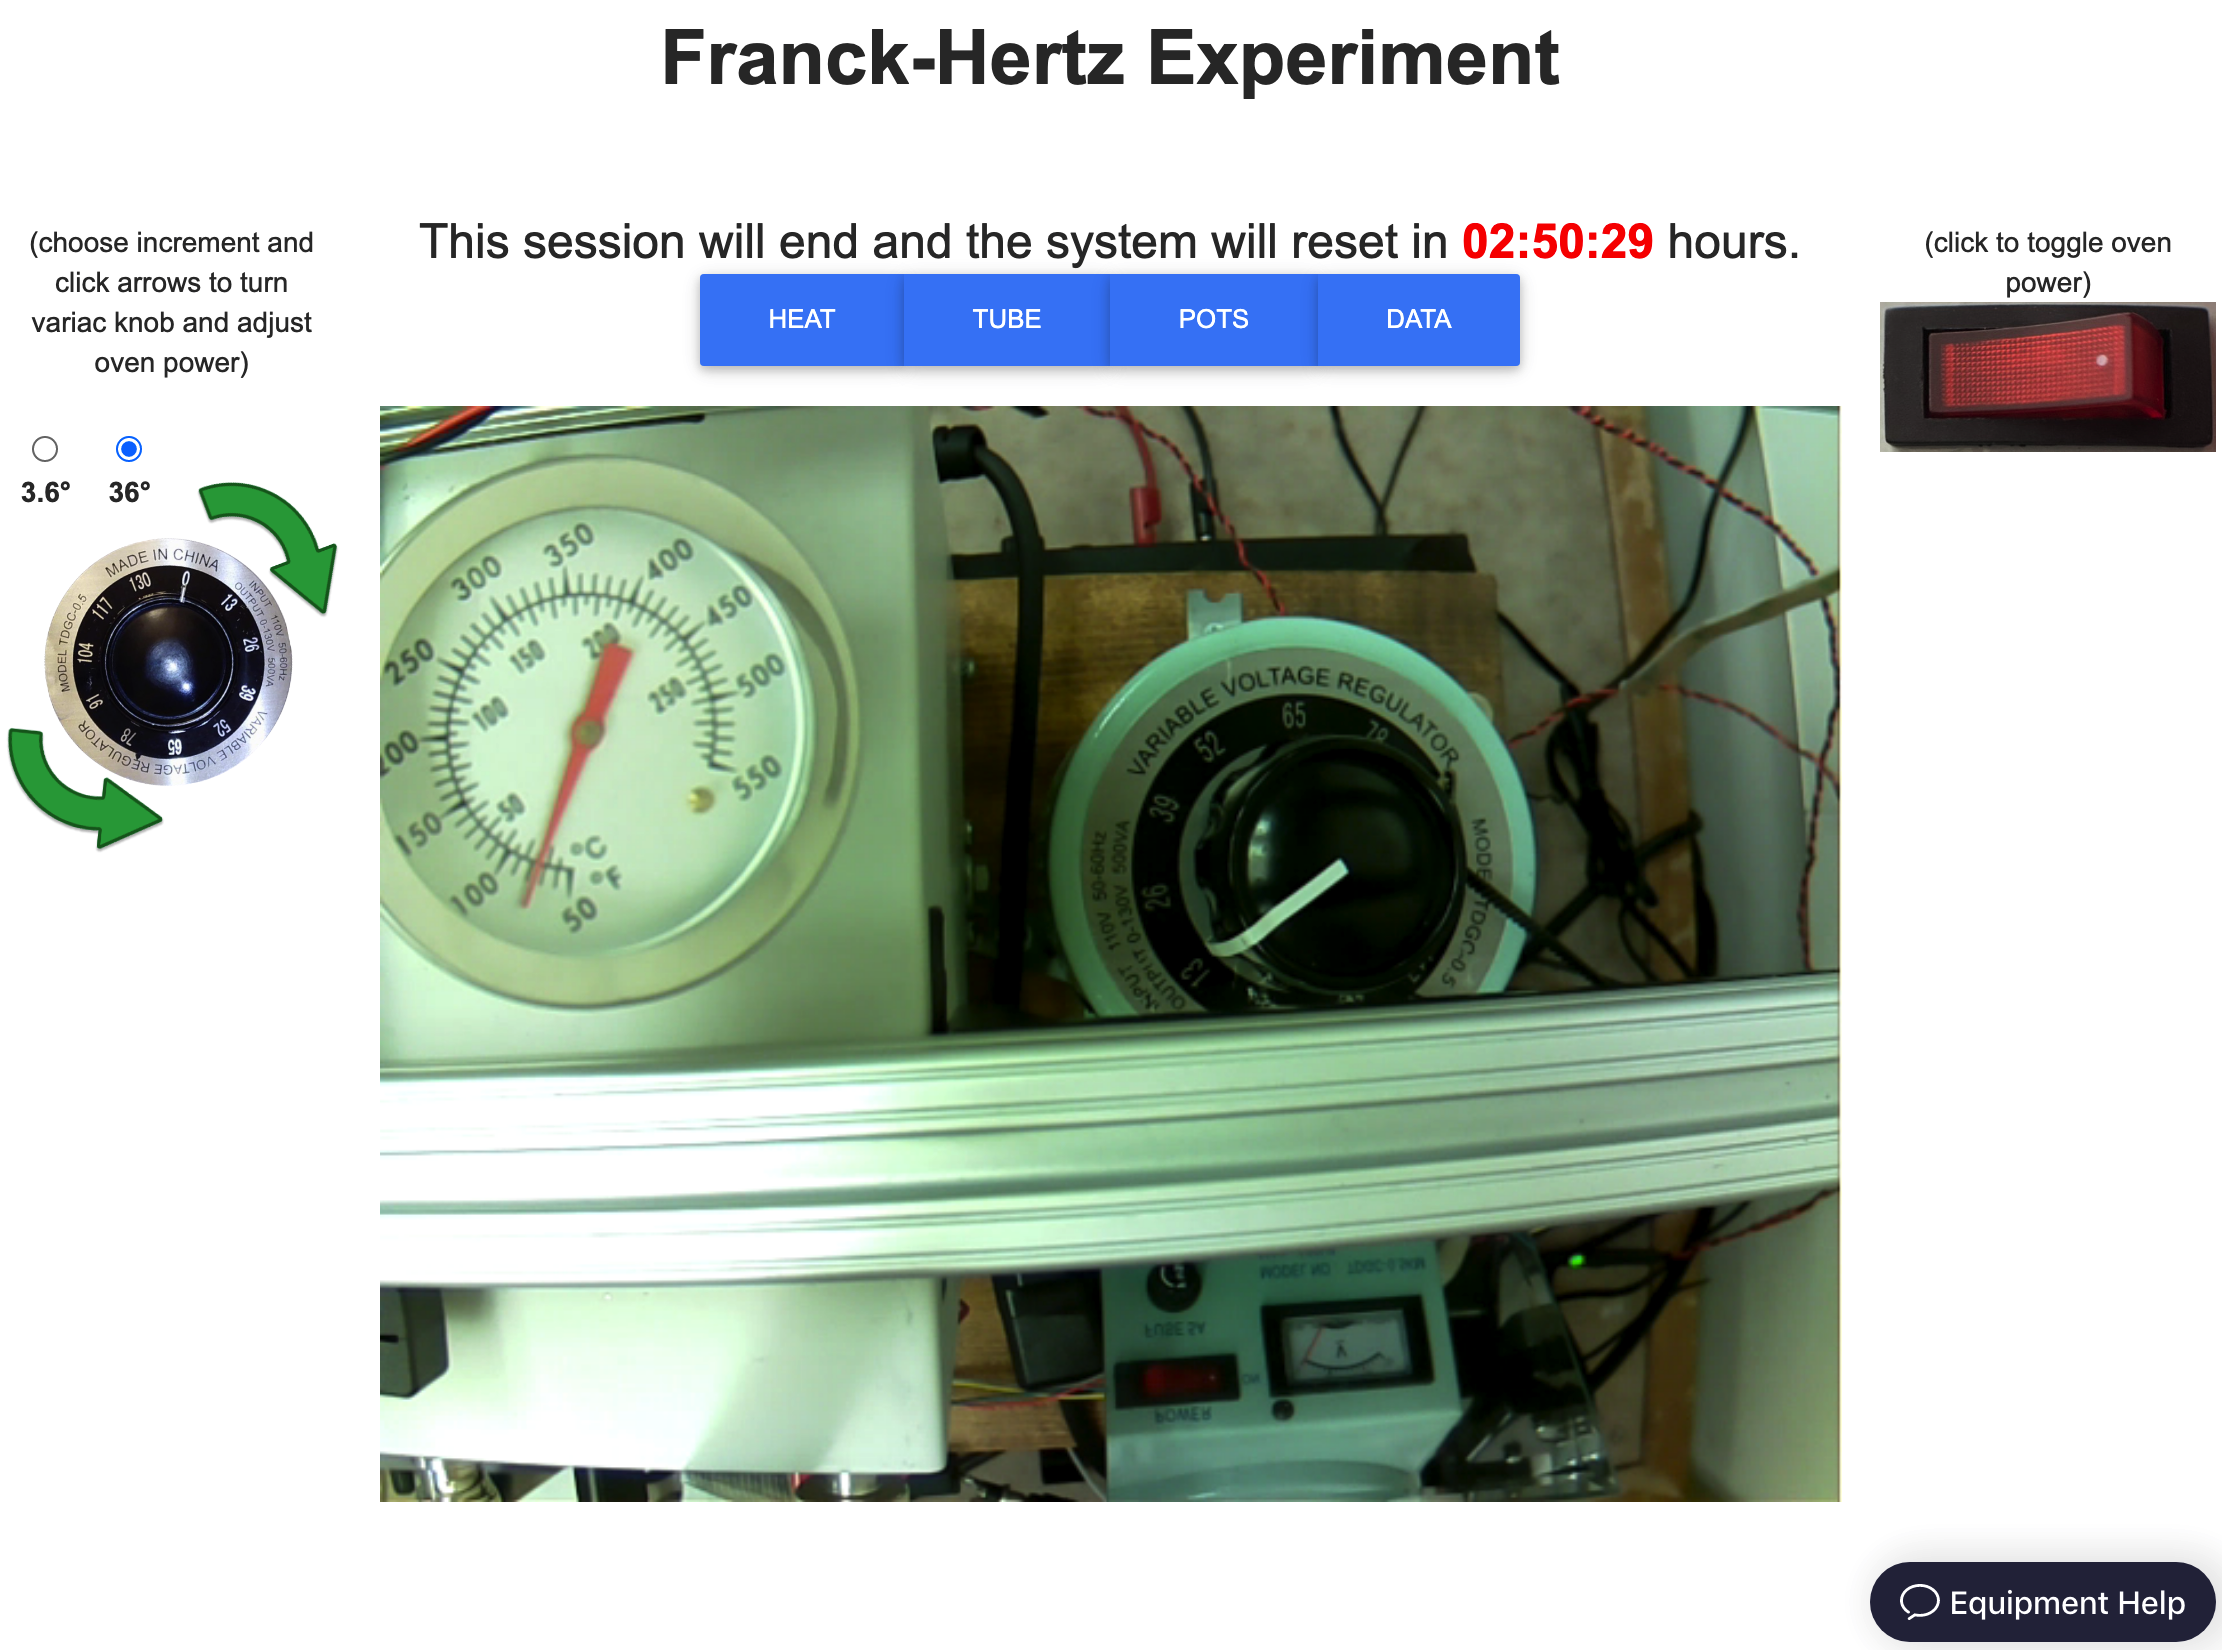 Franck-Hertz Experiment
This session will end and the system will reset in 02:50:29 hours.
HEAT
TUBE
POTS
DATA
(choose increment and
click arrows to turn
variac knob and adjust
oven power)
3.6°
36°
MADE IN CHINA
INPUT 110V 50-60Hz
OUTPUT 0-130V 500VA
VARIABLE VOLTAGE REGULATOR
MODEL TDGC-0.5
0
13
26
39
52
65
78
91
104
117
130
(click to toggle oven
power)
50
100
150
250
300
350
400
450
500
550
50
100
150
200
250
°C
°F
VARIABLE VOLTAGE REGULATOR
MODEL TDGC-0.5
INPUT 110V 50-60Hz
OUTPUT 0-130V 500VA
13
26
39
52
65
78
MODEL NO
FUSE 5A
V
ON
POWER
Equipment Help